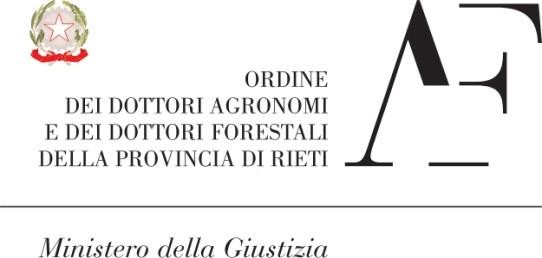 ORDINE
DEI DOTTORI AGRONOMI
E DEI DOTTORI FORESTALI
DELLA PROVINCIA DI RIETI
AF
Ministero della Giustizia